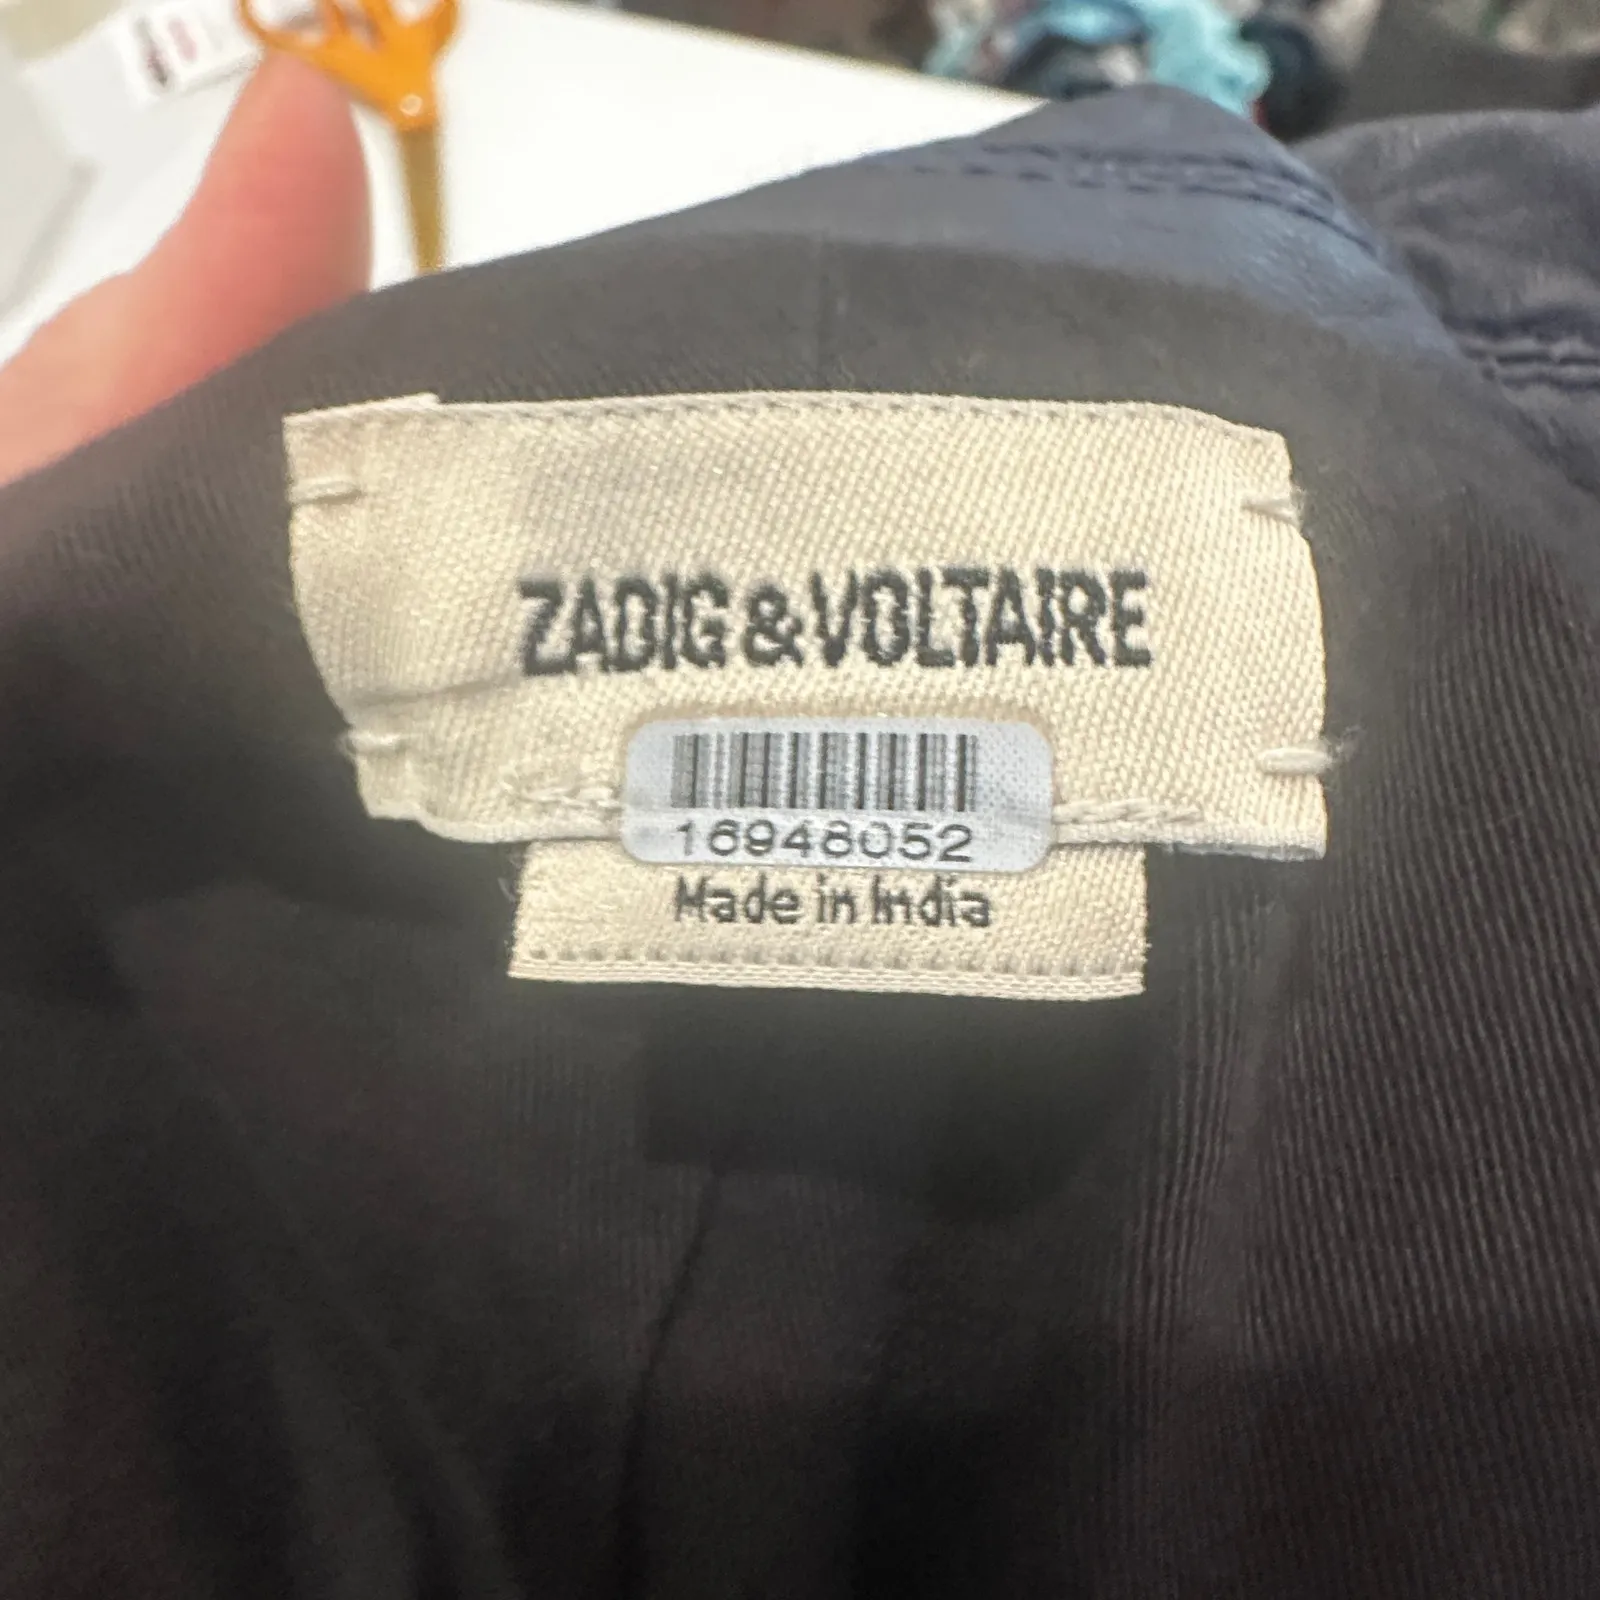 ZADIG & VOLTAIRE
16948052
Made in India